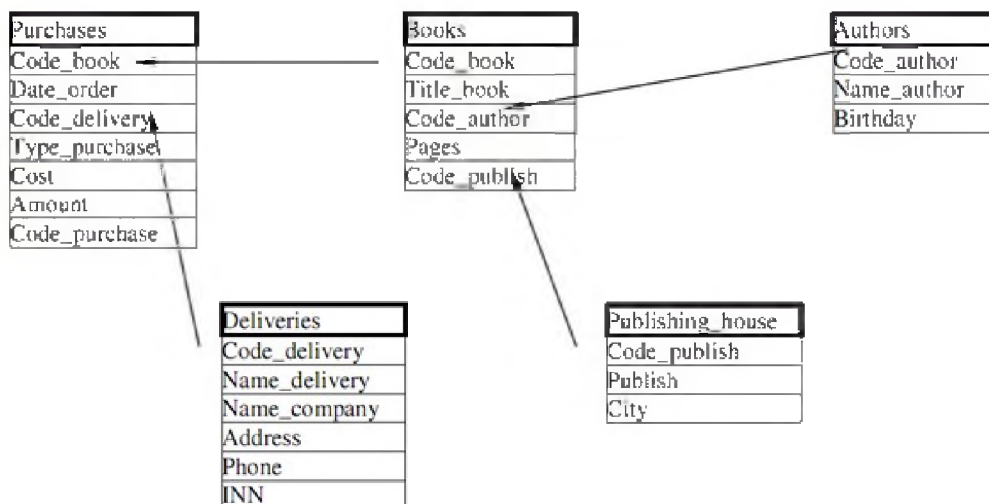 Purchases
Code_book
Date_order
Code_delivery
Type_purchase
Cost
Amount
Code_purchase
Books
Code_book
Title_book
Code_author
Pages
Code_publish
Authors
Code_author
Name_author
Birthday
Deliveries
Code_delivery
Name_delivery
Name_company
Address
Phone
INN
Publishing_house
Code_publish
Publish
City